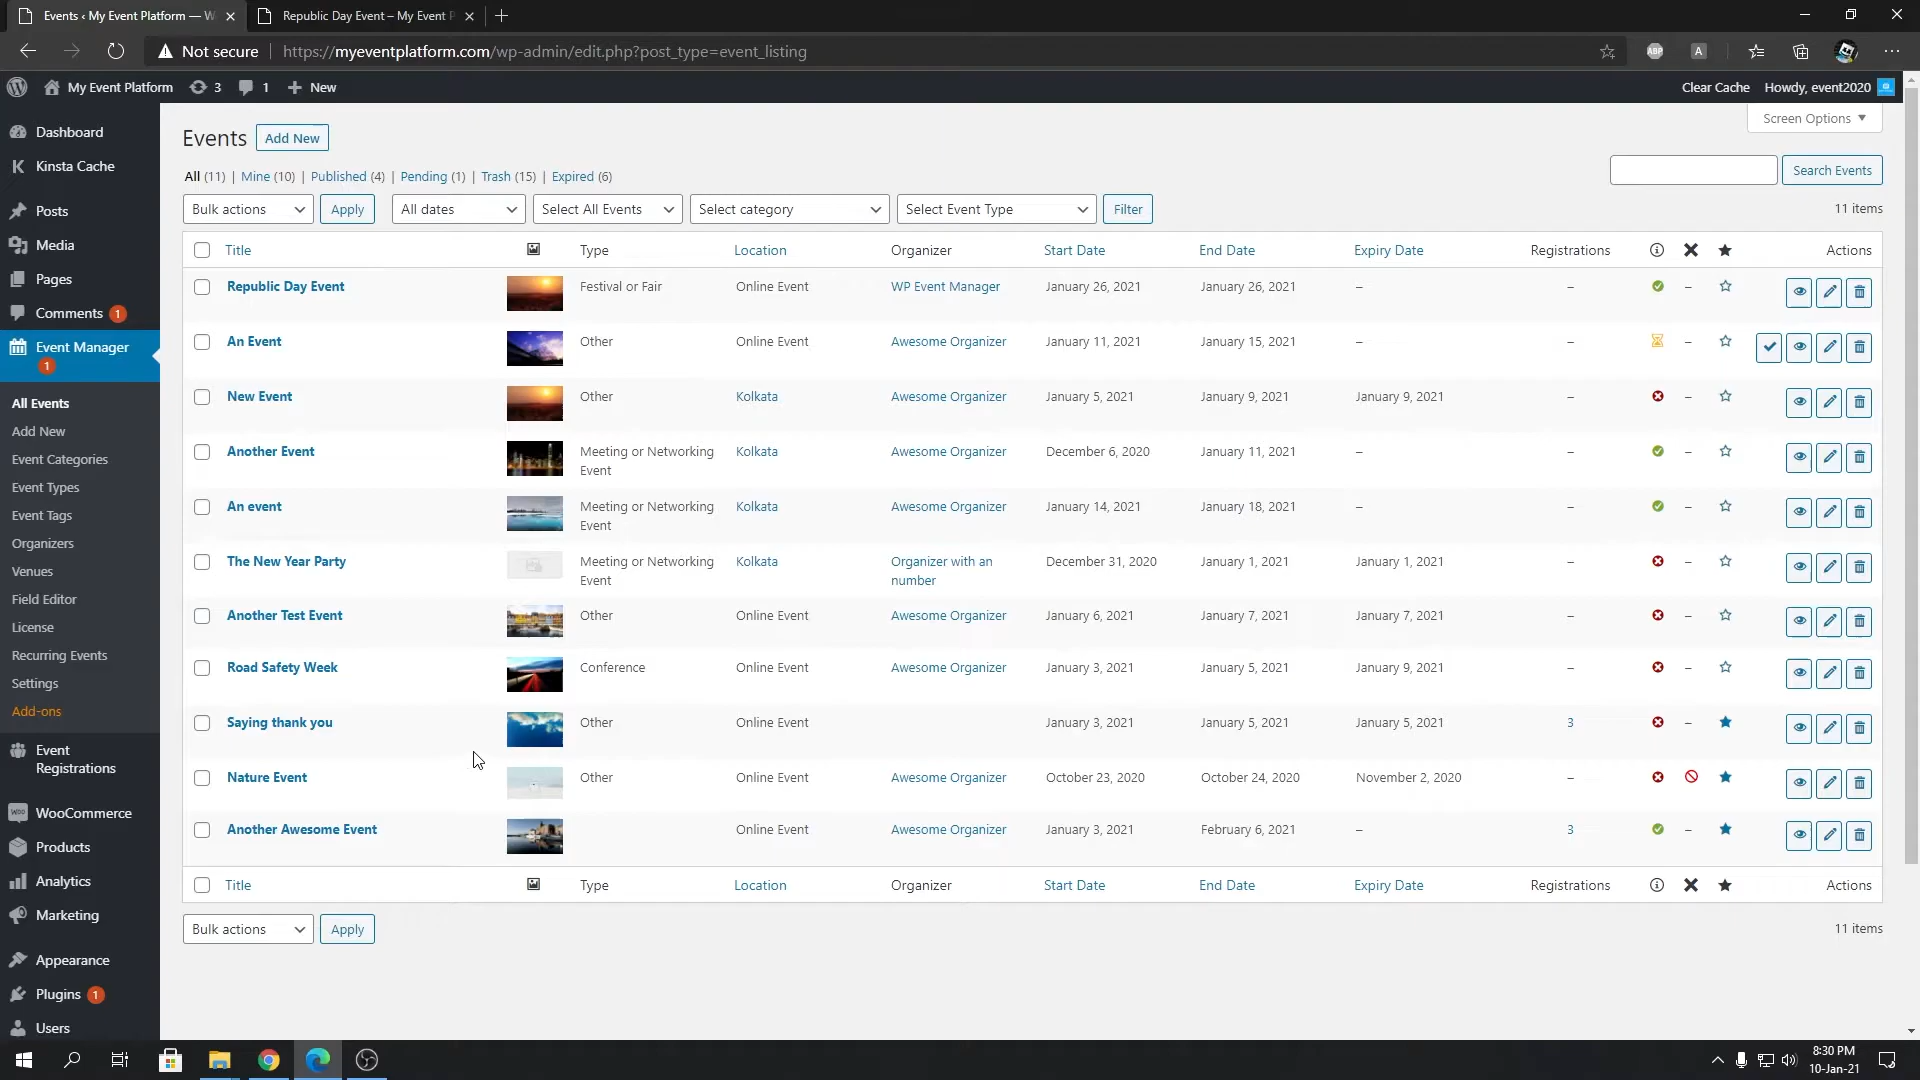 Events ‹ My Event Platform — W
Republic Day Event – My Event P
Not secure
https://myeventplatform.com/wp-admin/edit.php?post_type=event_listing
ABP
A
My Event Platform
3
1
New
Clear Cache
Howdy, event2020
Dashboard
Kinsta Cache
Posts
Media
Pages
Comments 1
Event Manager
1
All Events
Add New
Event Categories
Event Types
Event Tags
Organizers
Venues
Field Editor
License
Recurring Events
Settings
Add-ons
Event
Registrations
WooCommerce
Products
Analytics
Marketing
Appearance
Plugins 1
Users
Events Add New
Screen Options
All (11) | Mine (10) | Published (4) | Pending (1) | Trash (15) | Expired (6)
Search Events
Bulk actions Apply All dates Select All Events Select category Select Event Type Filter 11 items
Title Type Location Organizer Start Date End Date Expiry Date Registrations Actions
Republic Day Event Festival or Fair Online Event WP Event Manager January 26, 2021 January 26, 2021 – – –
An Event Other Online Event Awesome Organizer January 11, 2021 January 15, 2021 – – –
New Event Other Kolkata Awesome Organizer January 5, 2021 January 9, 2021 January 9, 2021 – –
Another Event Meeting or Networking Kolkata Awesome Organizer December 6, 2020 January 11, 2021 – – –
Event
An event Meeting or Networking Kolkata Awesome Organizer January 14, 2021 January 18, 2021 – – –
Event
The New Year Party Meeting or Networking Kolkata Organizer with an December 31, 2020 January 1, 2021 January 1, 2021 – –
Event number
Another Test Event Other Online Event Awesome Organizer January 6, 2021 January 7, 2021 January 7, 2021 – –
Road Safety Week Conference Online Event Awesome Organizer January 3, 2021 January 5, 2021 January 9, 2021 – –
Saying thank you Other Online Event January 3, 2021 January 5, 2021 January 5, 2021 3 –
Nature Event Other Online Event Awesome Organizer October 23, 2020 October 24, 2020 November 2, 2020 –
Another Awesome Event Online Event Awesome Organizer January 3, 2021 February 6, 2021 – 3 –
Title Type Location Organizer Start Date End Date Expiry Date Registrations Actions
Bulk actions Apply 11 items
8:30 PM
10-Jan-21